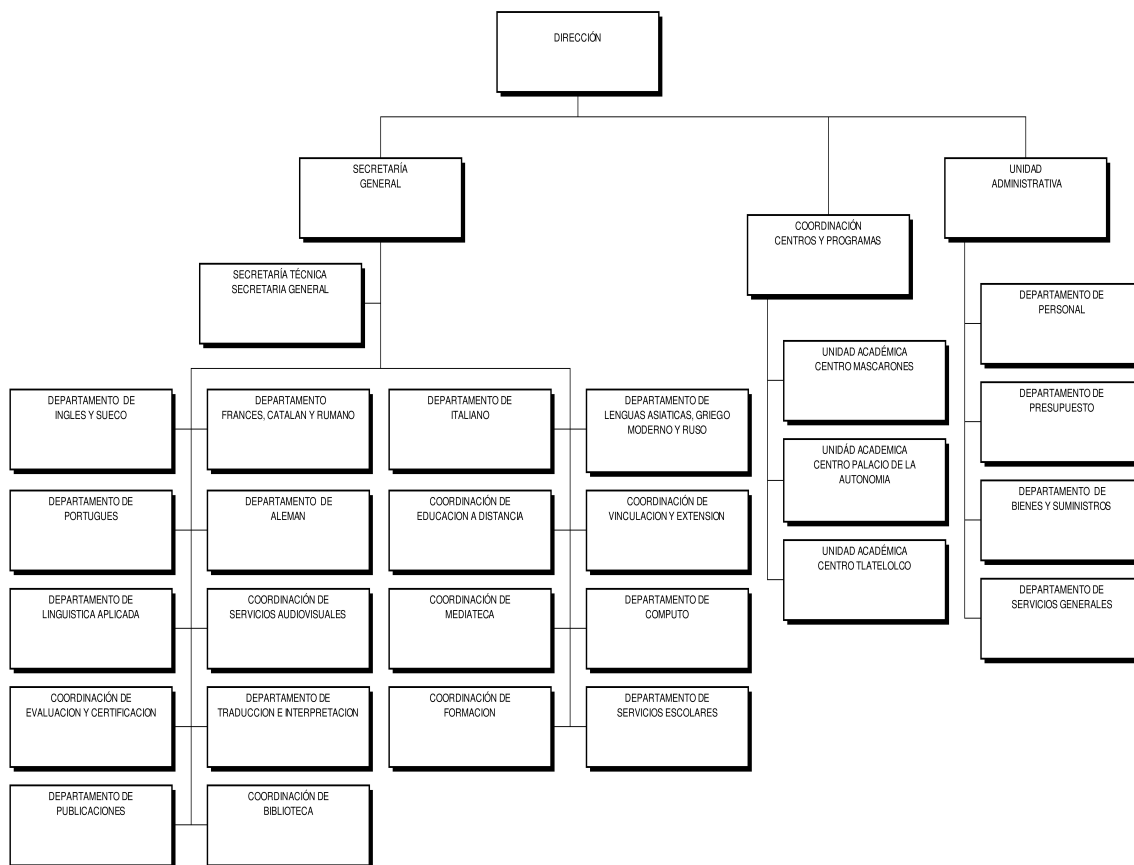 DIRECCIÓN
SECRETARÍA
GENERAL
UNIDAD
ADMINISTRATIVA
COORDINACIÓN
CENTROS Y PROGRAMAS
SECRETARÍA TÉCNICA
SECRETARIA GENERAL
DEPARTAMENTO DE
PERSONAL
UNIDAD ACADÉMICA
CENTRO MASCARONES
DEPARTAMENTO DE
INGLES Y SUECO
DEPARTAMENTO
FRANCES, CATALAN Y RUMANO
DEPARTAMENTO DE
ITALIANO
DEPARTAMENTO DE
LENGUAS ASIATICAS, GRIEGO
MODERNO Y RUSO
DEPARTAMENTO DE
PRESUPUESTO
UNIDÁD ACADEMICA
CENTRO PALACIO DE LA
AUTONOMIA
DEPARTAMENTO DE
PORTUGUES
DEPARTAMENTO DE
ALEMAN
COORDINACIÓN DE
EDUCACION A DISTANCIA
COORDINACIÓN DE
VINCULACION Y EXTENSION
DEPARTAMENTO DE
BIENES Y SUMINISTROS
UNIDAD ACADÉMICA
CENTRO TLATELOLCO
DEPARTAMENTO DE
SERVICIOS GENERALES
DEPARTAMENTO DE
LINGUISTICA APLICADA
COORDINACIÓN DE
SERVICIOS AUDIOVISUALES
COORDINACIÓN DE
MEDIATECA
DEPARTAMENTO DE
COMPUTO
COORDINACIÓN DE
EVALUACION Y CERTIFICACION
DEPARTAMENTO DE
TRADUCCION E INTERPRETACION
COORDINACIÓN DE
FORMACION
DEPARTAMENTO DE
SERVICIOS ESCOLARES
DEPARTAMENTO DE
PUBLICACIONES
COORDINACIÓN DE
BIBLIOTECA